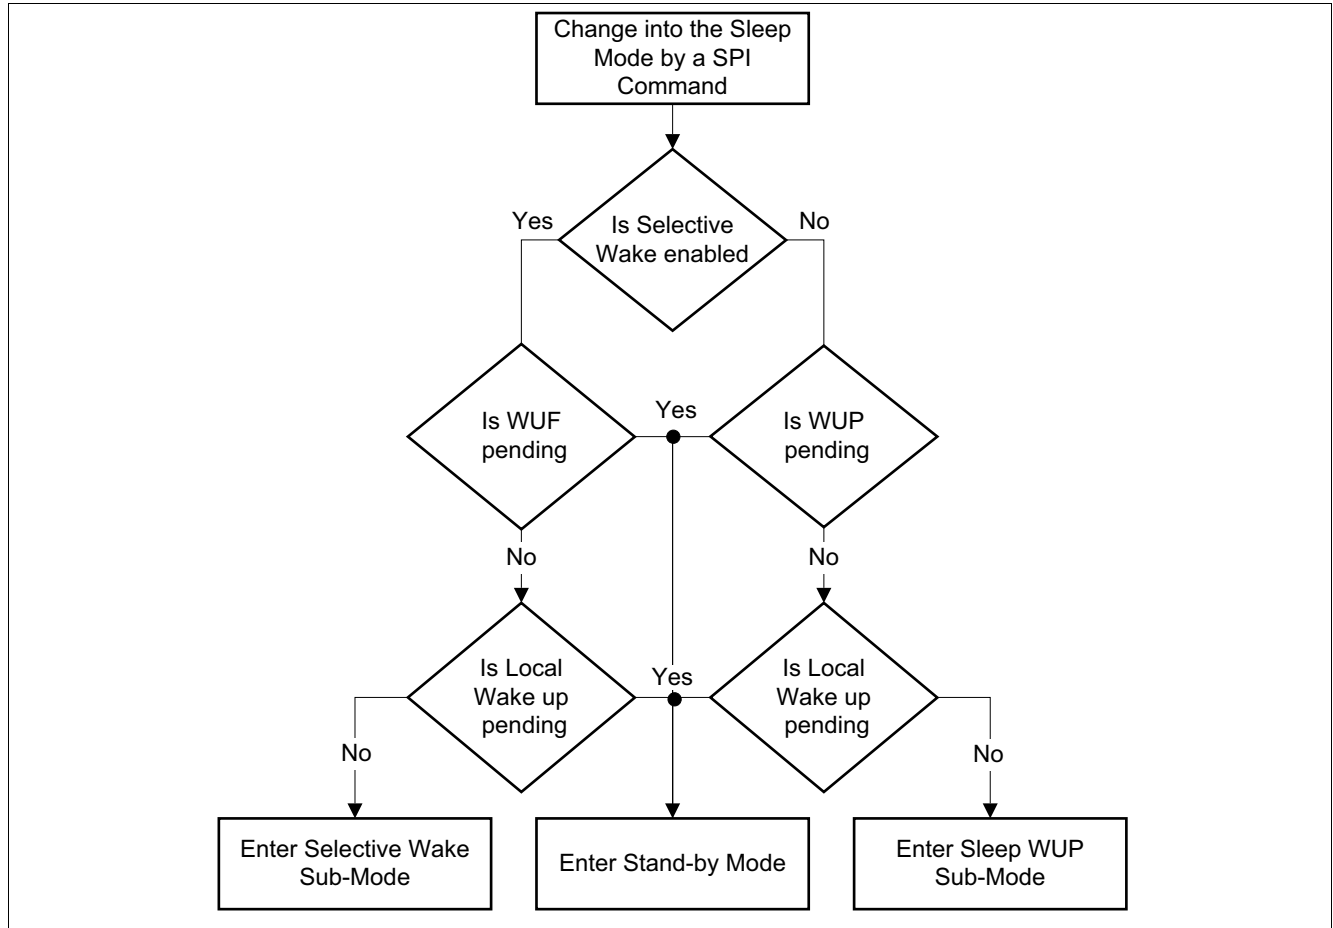 Change into the Sleep
Mode by a SPI
Command
Yes
Is Selective
Wake enabled
No
Is WUF
pending
Yes
Is WUP
pending
No
No
Is Local
Wake up
pending
Yes
Is Local
Wake up
pending
No
No
Enter Selective Wake
Sub-Mode
Enter Stand-by Mode
Enter Sleep WUP
Sub-Mode